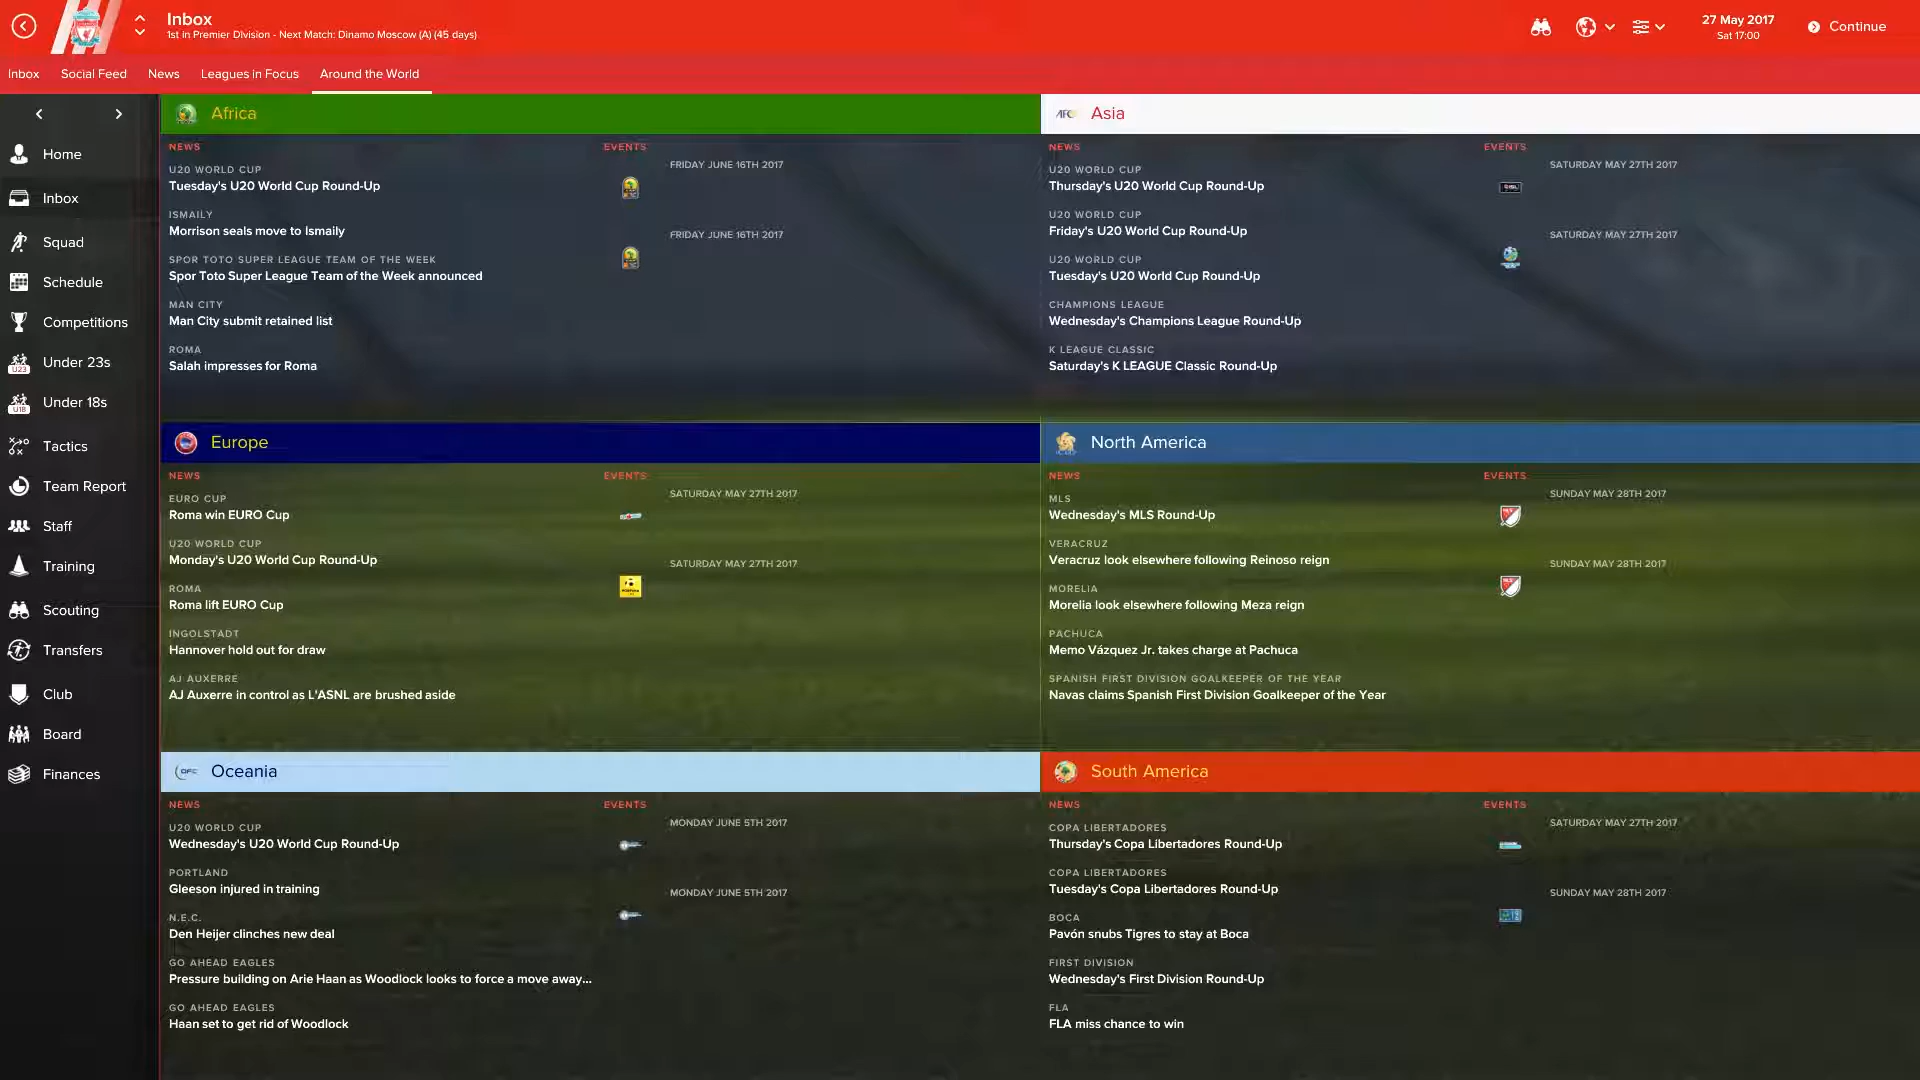 Inbox
1st in Premier Division - Next Match: Dinamo Moscow (A) (45 days)
27 May 2017
Sat 17:00
Continue
Inbox
Social Feed
News
Leagues in Focus
Around the World
Home
Inbox
Squad
Schedule
Competitions
U23
Under 23s
U18
Under 18s
Tactics
Team Report
Staff
Training
Scouting
Transfers
Club
Board
Finances
Africa
NEWS
U20 WORLD CUP
Tuesday's U20 World Cup Round-Up
ISMAILY
Morrison seals move to Ismaily
SPOR TOTO SUPER LEAGUE TEAM OF THE WEEK
Spor Toto Super League Team of the Week announced
MAN CITY
Man City submit retained list
ROMA
Salah impresses for Roma
EVENTS
FRIDAY JUNE 16TH 2017
FRIDAY JUNE 16TH 2017
AFC
Asia
NEWS
U20 WORLD CUP
Thursday's U20 World Cup Round-Up
U20 WORLD CUP
Friday's U20 World Cup Round-Up
U20 WORLD CUP
Tuesday's U20 World Cup Round-Up
CHAMPIONS LEAGUE
Wednesday's Champions League Round-Up
K LEAGUE CLASSIC
Saturday's K LEAGUE Classic Round-Up
EVENTS
SATURDAY MAY 27TH 2017
SATURDAY MAY 27TH 2017
Europe
NEWS
EURO CUP
Roma win EURO Cup
U20 WORLD CUP
Monday's U20 World Cup Round-Up
ROMA
Roma lift EURO Cup
INGOLSTADT
Hannover hold out for draw
AJ AUXERRE
AJ Auxerre in control as L'ASNL are brushed aside
EVENTS
SATURDAY MAY 27TH 2017
SATURDAY MAY 27TH 2017
North America
NEWS
MLS
Wednesday's MLS Round-Up
VERACRUZ
Veracruz look elsewhere following Reinoso reign
MORELIA
Morelia look elsewhere following Meza reign
PACHUCA
Memo Vázquez Jr. takes charge at Pachuca
SPANISH FIRST DIVISION GOALKEEPER OF THE YEAR
Navas claims Spanish First Division Goalkeeper of the Year
EVENTS
SUNDAY MAY 28TH 2017
SUNDAY MAY 28TH 2017
OFC
Oceania
NEWS
U20 WORLD CUP
Wednesday's U20 World Cup Round-Up
PORTLAND
Gleeson injured in training
N.E.C.
Den Heijer clinches new deal
GO AHEAD EAGLES
Pressure building on Arie Haan as Woodlock looks to force a move away...
GO AHEAD EAGLES
Haan set to get rid of Woodlock
EVENTS
MONDAY JUNE 5TH 2017
MONDAY JUNE 5TH 2017
South America
NEWS
COPA LIBERTADORES
Thursday's Copa Libertadores Round-Up
COPA LIBERTADORES
Tuesday's Copa Libertadores Round-Up
BOCA
Pavón snubs Tigres to stay at Boca
FIRST DIVISION
Wednesday's First Division Round-Up
FLA
FLA miss chance to win
EVENTS
SATURDAY MAY 27TH 2017
SUNDAY MAY 28TH 2017